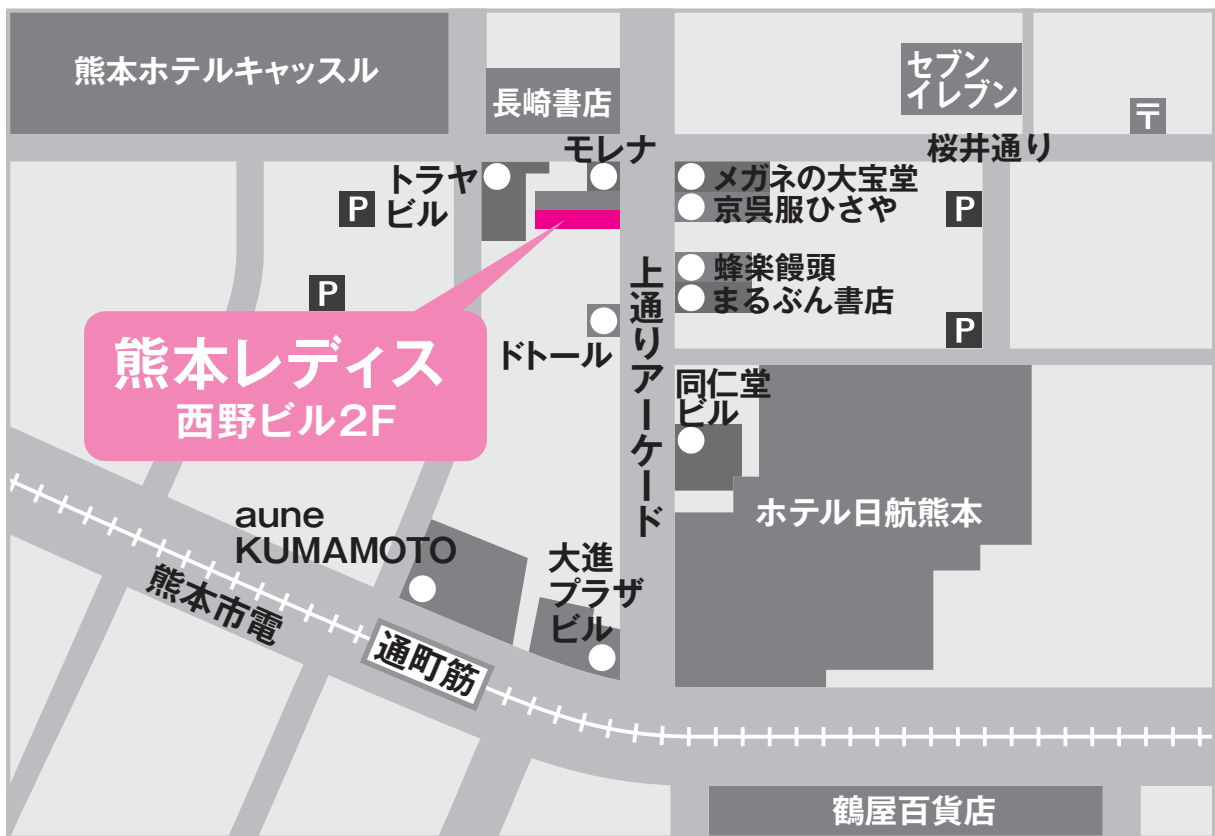 熊本ホテルキャッスル
長崎書店
セブン
イレブン
〒
桜井通り
モレナ
トラヤ
ビル
P
メガネの大宝堂
京呉服ひさや
P
蜂楽饅頭
まるぶん書店
P
P
上通りアーケード
熊本レディス
西野ビル2F
ドトール
同仁堂
ビル
ホテル日航熊本
aune
KUMAMOTO
大進
プラザ
ビル
熊本市電
通町筋
鶴屋百貨店